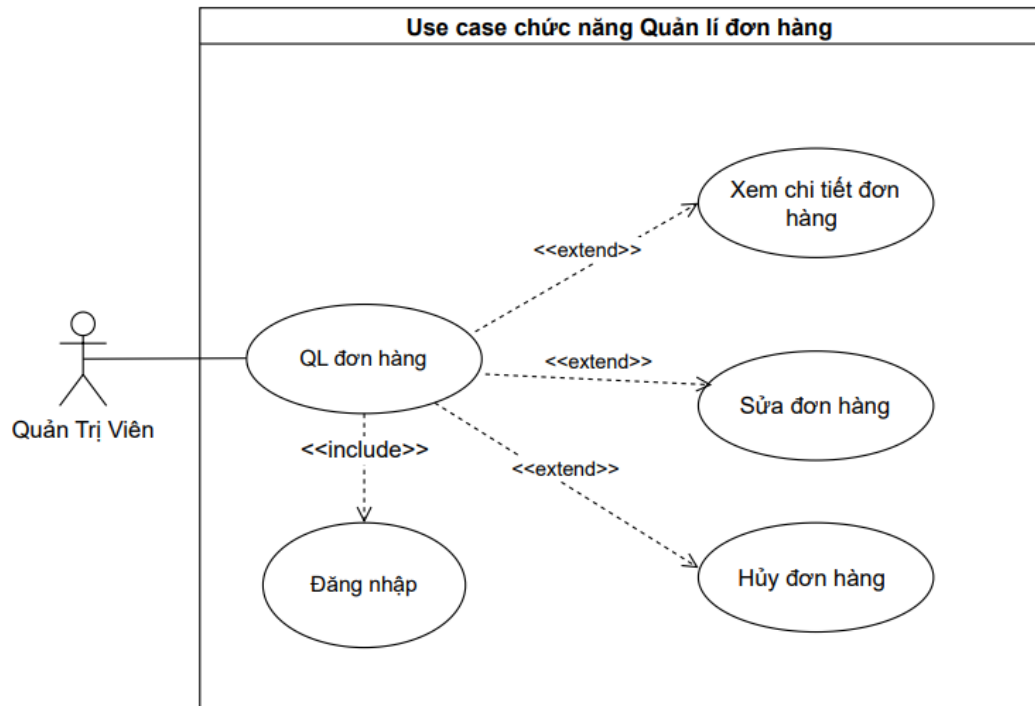 Use case chức năng Quản lí đơn hàng
Xem chi tiết đơn
hàng
<<extend>>
QL đơn hàng
<<extend>>
Sửa đơn hàng
Quản Trị Viên
<<include>>
<<extend>>
Đăng nhập
Hủy đơn hàng